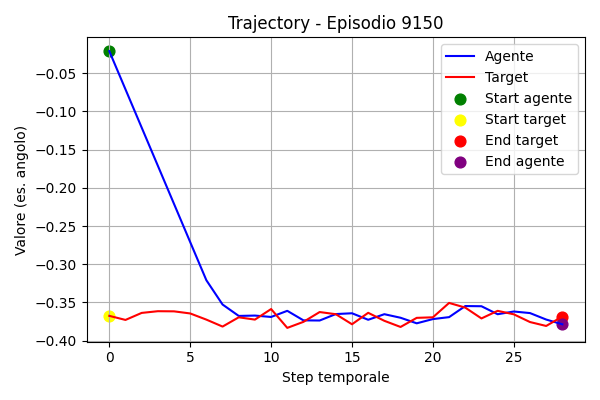 Trajectory - Episodio 9150
Agente
Target
Start agente
Start target
End target
End agente
−0.05
−0.10
−0.15
−0.20
−0.25
−0.30
−0.35
−0.40
Valore (es. angolo)
0 5 10 15 20 25
Step temporale